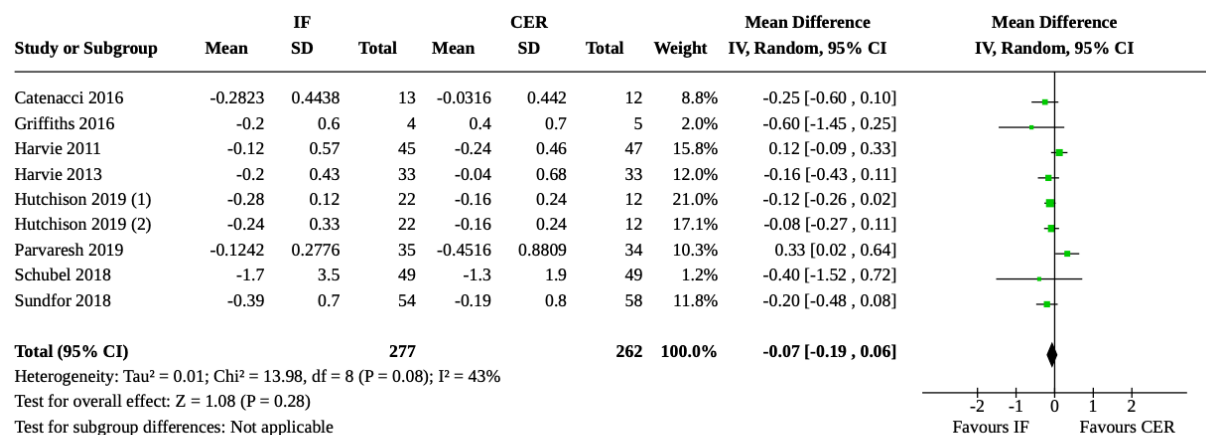 IF CER Mean Difference Mean Difference
Study or Subgroup Mean SD Total Mean SD Total Weight IV, Random, 95% CI IV, Random, 95% CI
Catenacci 2016 -0.2823 0.4438 13 -0.0316 0.442 12 8.8% -0.25 [-0.60 , 0.10]
Griffiths 2016 -0.2 0.6 4 0.4 0.7 5 2.0% -0.60 [-1.45 , 0.25]
Harvie 2011 -0.12 0.57 45 -0.24 0.46 47 15.8% 0.12 [-0.09 , 0.33]
Harvie 2013 -0.2 0.43 33 -0.04 0.68 33 12.0% -0.16 [-0.43 , 0.11]
Hutchison 2019 (1) -0.28 0.12 22 -0.16 0.24 12 21.0% -0.12 [-0.26 , 0.02]
Hutchison 2019 (2) -0.24 0.33 22 -0.16 0.24 12 17.1% -0.08 [-0.27 , 0.11]
Parvaresh 2019 -0.1242 0.2776 35 -0.4516 0.8809 34 10.3% 0.33 [0.02 , 0.64]
Schubel 2018 -1.7 3.5 49 -1.3 1.9 49 1.2% -0.40 [-1.52 , 0.72]
Sundfor 2018 -0.39 0.7 54 -0.19 0.8 58 11.8% -0.20 [-0.48 , 0.08]
Total (95% CI) 277 262 100.0% -0.07 [-0.19 , 0.06]
Heterogeneity: Tau² = 0.01; Chi² = 13.98, df = 8 (P = 0.08); I² = 43%
Test for overall effect: Z = 1.08 (P = 0.28)
-2 -1 0 1 2
Test for subgroup differences: Not applicable
Favours IF Favours CER